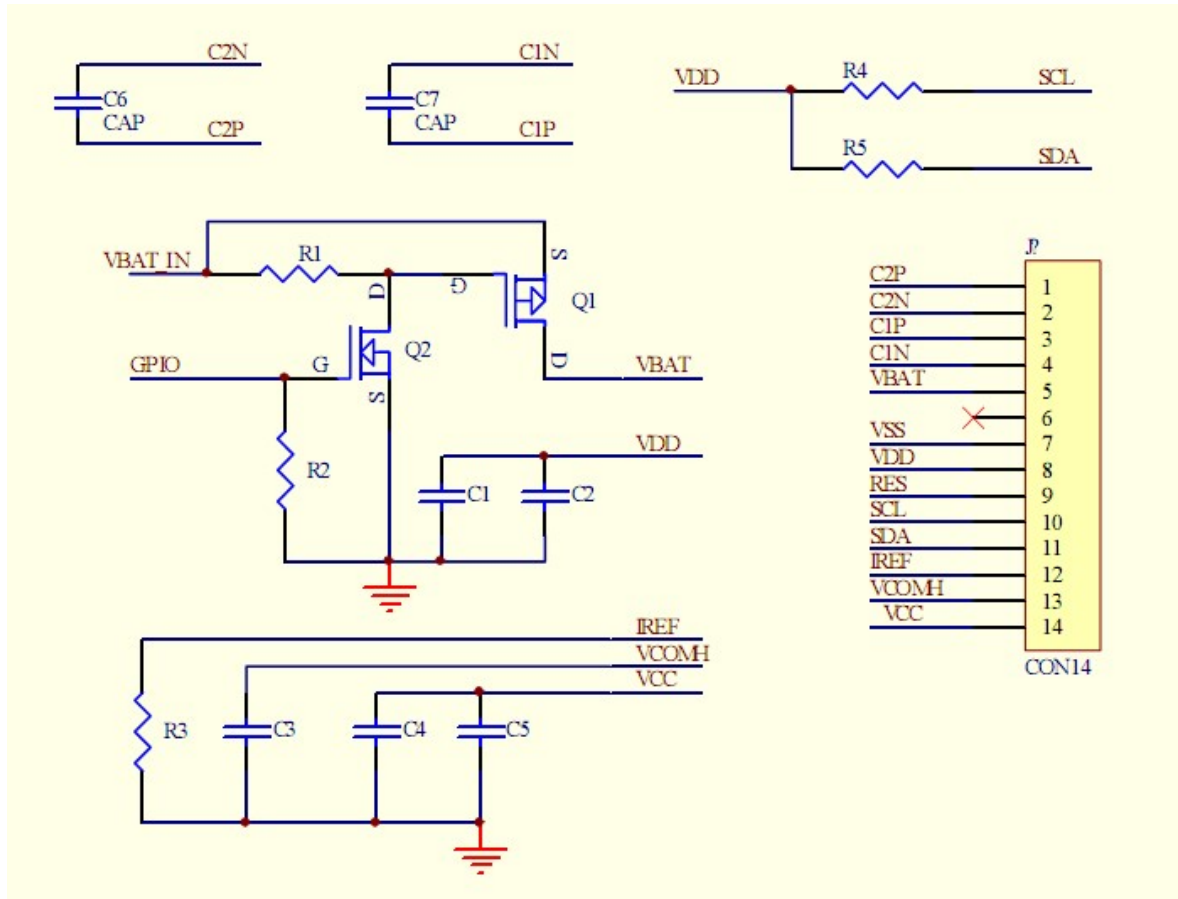 C2N
C6
CAP
C2P
C1N
C7
CAP
C1P
VDD
R4
SCL
R5
SDA
VBAT_IN
R1
D
G
S
Q1
D
GPIO
G
Q2
S
VBAT
R2
VDD
C1
C2
IREF
VCOMH
VCC
R3
C3
C4
C5
J?
C2P 1
C2N 2
C1P 3
C1N 4
VBAT 5
6
VSS 7
VDD 8
RES 9
SCL 10
SDA 11
IREF 12
VCOMH 13
VCC 14
CON14